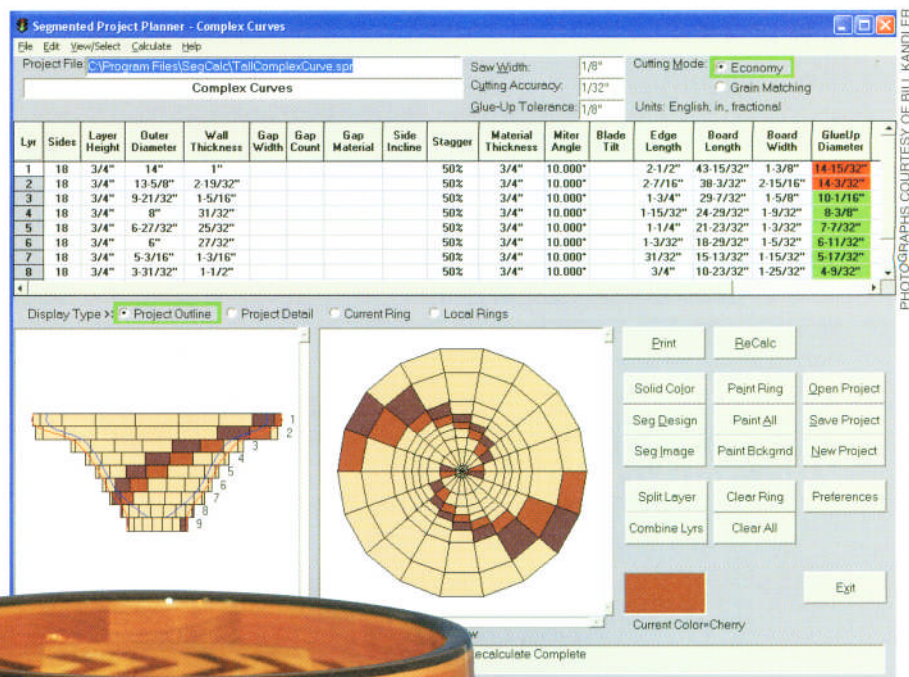 Segmented Project Planner - Complex Curves
File Edit View/Select Calculate Help
Project File: C:\Program Files\SegCalc\TallComplexCurve.spr
Complex Curves
Saw Width: 1/8"
Cutting Accuracy: 1/32"
Glue-Up Tolerance: 1/8"
Cutting Mode: Economy
Grain Matching
Units: English, in., fractional
Lyr Sides Layer Height Outer Diameter Wall Thickness Gap Width Gap Count Gap Material Side Incline Stagger Material Thickness Miter Angle Blade Tilt Edge Length Board Length Board Width GlueUp Diameter
1 18 3/4" 14" 1" 50% 3/4" 10.000° 2-1/2" 43-15/32" 1-3/8" 14-15/32"
2 18 3/4" 13-5/8" 2-19/32" 50% 3/4" 10.000° 2-7/16" 38-3/32" 2-15/16" 14-3/32"
3 18 3/4" 9-21/32" 1-5/16" 50% 3/4" 10.000° 1-3/4" 29-7/32" 1-5/8" 10-1/16"
4 18 3/4" 8" 31/32" 50% 3/4" 10.000° 1-15/32" 24-29/32" 1-9/32" 8-3/8"
5 18 3/4" 6-27/32" 25/32" 50% 3/4" 10.000° 1-1/4" 21-23/32" 1-3/32" 7-7/32"
6 18 3/4" 6" 27/32" 50% 3/4" 10.000° 1-3/32" 18-29/32" 1-5/32" 6-11/32"
7 18 3/4" 5-3/16" 1-3/16" 50% 3/4" 10.000° 31/32" 15-13/32" 1-15/32" 5-17/32"
8 18 3/4" 3-31/32" 1-1/2" 50% 3/4" 10.000° 3/4" 10-23/32" 1-25/32" 4-9/32"
Display Type >: Project Outline Project Detail Current Ring Local Rings
1
2
3
4
5
6
7
8
9
Print ReCalc
Solid Color Paint Ring Open Project
Seg Design Paint All Save Project
Seg Image Paint Bckgrnd New Project
Split Layer Clear Ring Preferences
Combine Lyrs Clear All
Exit
Current Color=Cherry
w
ecalculate Complete
PHOTOGRAPHS COURTESY OF BILL KANDLER